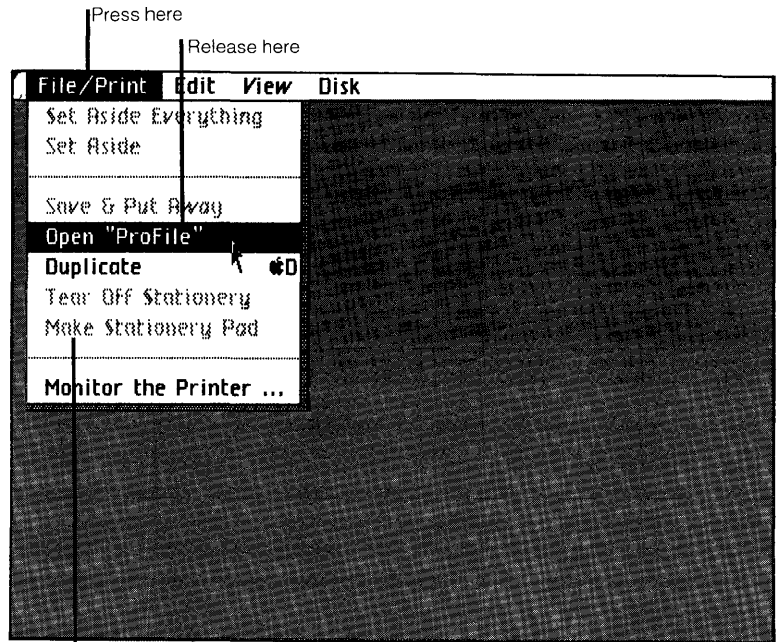 Press here
Release here
File/Print Edit View Disk
Set Aside Everything
Set Aside
Save & Put Away
Open "ProFile"
Duplicate D
Tear Off Stationery
Make Stationery Pad
Monitor the Printer ...